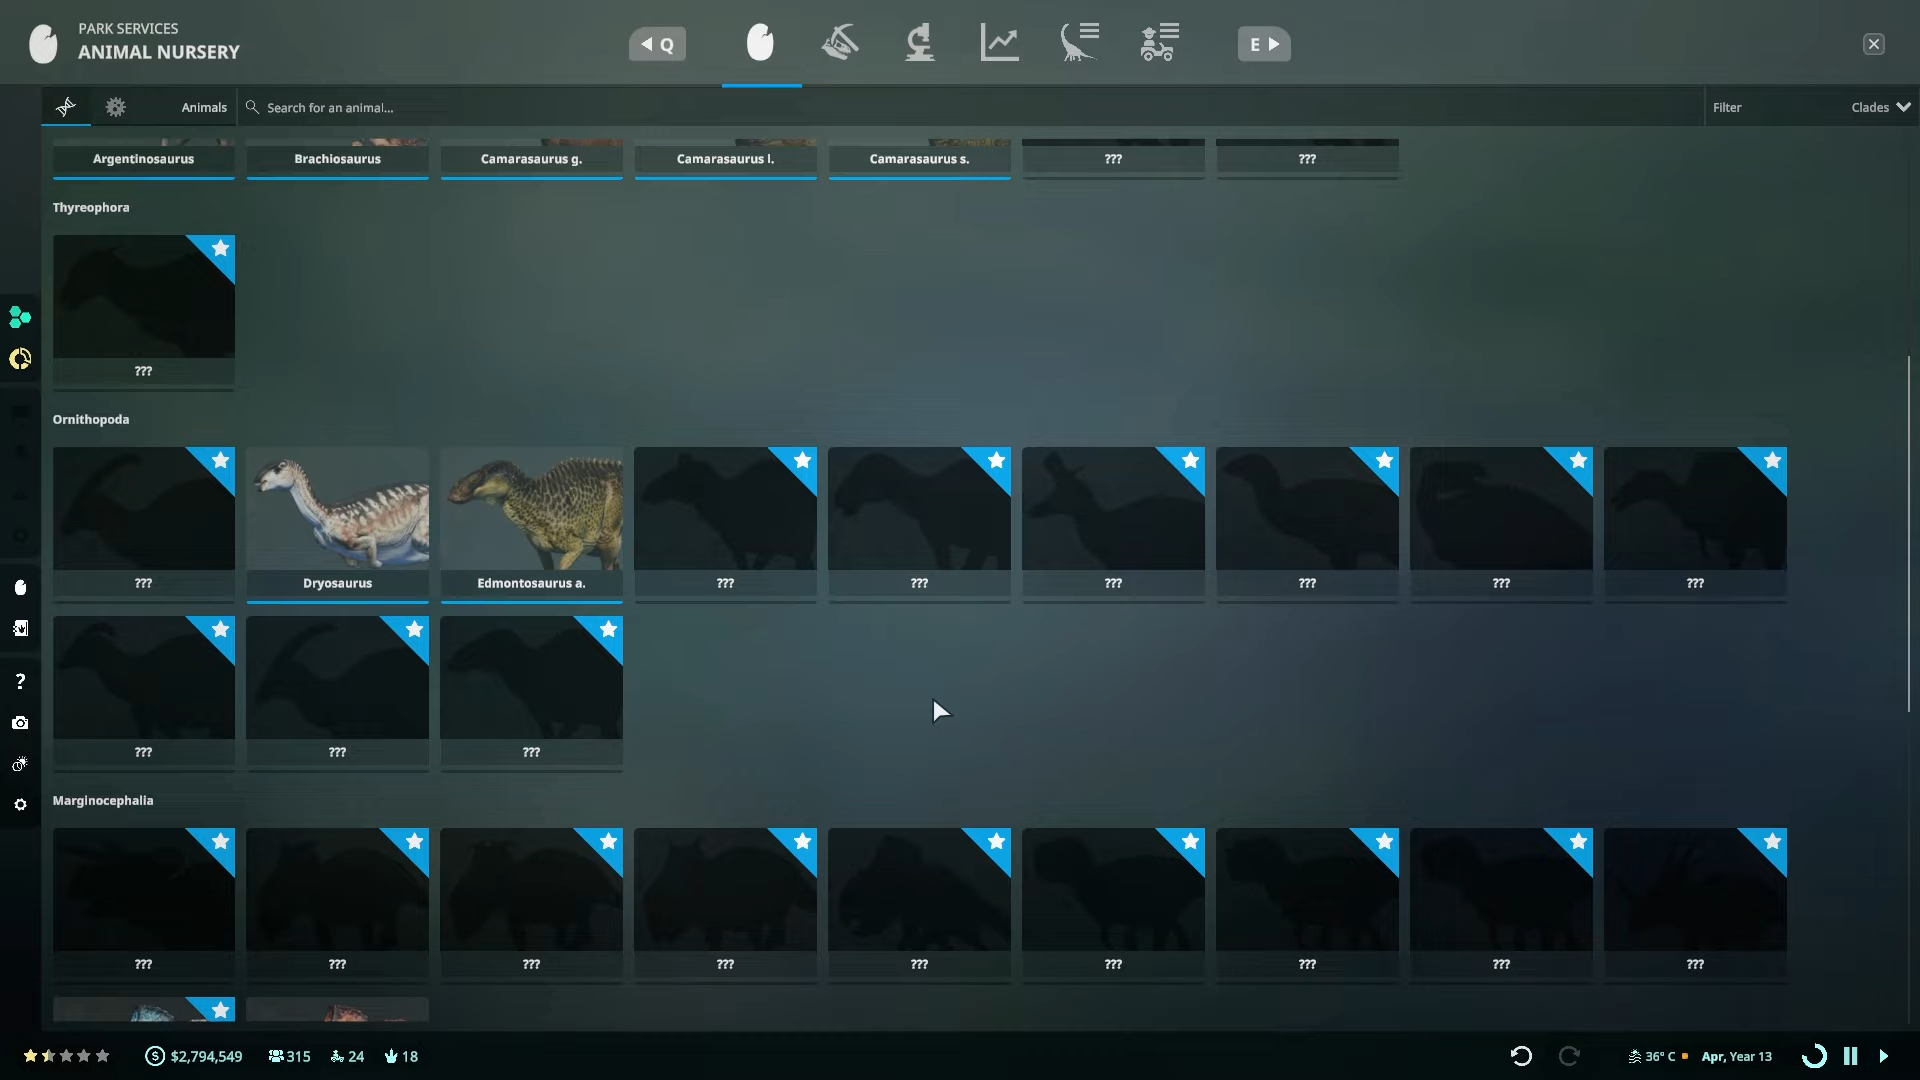 PARK SERVICES
ANIMAL NURSERY
Q
E
Animals
Search for an animal...
Filter
Clades
Argentinosaurus
Brachiosaurus
Camarasaurus g.
Camarasaurus l.
Camarasaurus s.
???
???
Thyreophora
???
Ornithopoda
???
Dryosaurus
Edmontosaurus a.
???
???
???
???
???
???
???
???
???
Marginocephalia
???
???
???
???
???
???
???
???
???
?
$2,794,549
315
24
18
36° C
Apr, Year 13